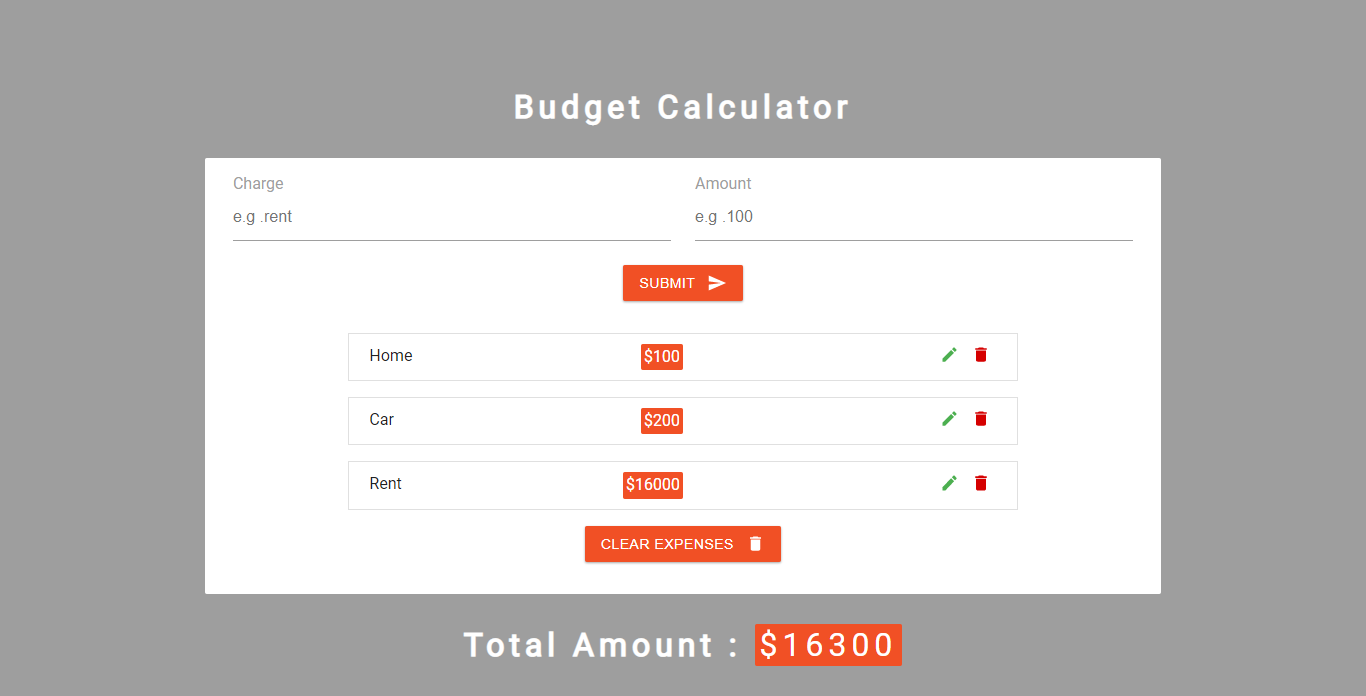 Budget Calculator
Charge Amount
e.g .rent e.g .100
SUBMIT
Home $100
Car $200
Rent $16000
CLEAR EXPENSES
Total Amount : $16300